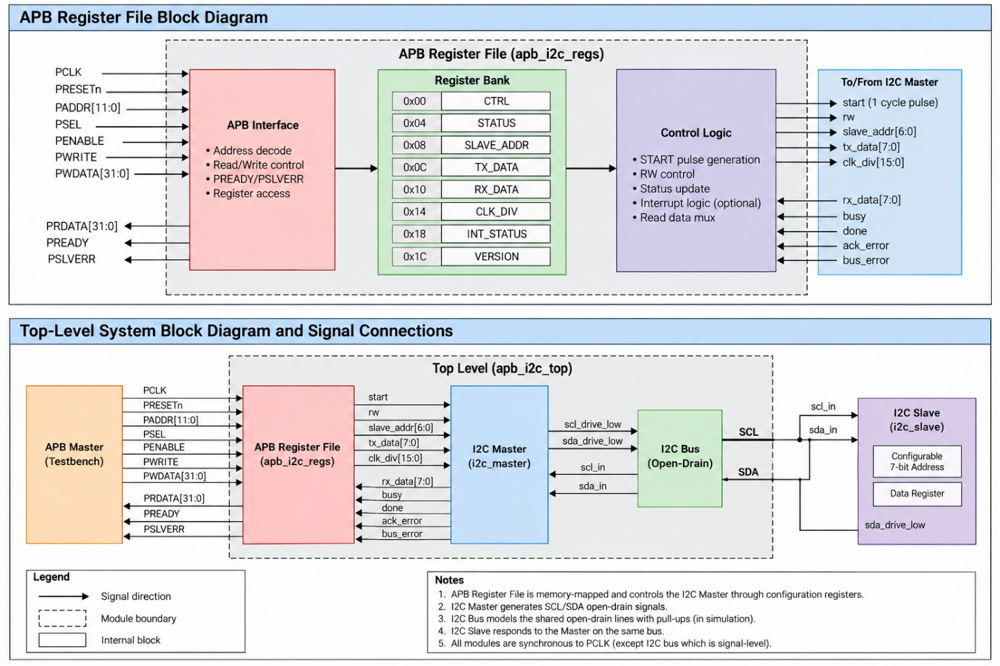 APB Register File Block Diagram
APB Register File (apb_i2c_regs)
PCLK
PRESETn
PADDR[11:0]
PSEL
PENABLE
PWRITE
PWDATA[31:0]
PRDATA[31:0]
PREADY
PSLVERR
APB Interface
• Address decode
• Read/Write control
• PREADY/PSLVERR
• Register access
Register Bank
0x00 CTRL
0x04 STATUS
0x08 SLAVE_ADDR
0x0C TX_DATA
0x10 RX_DATA
0x14 CLK_DIV
0x18 INT_STATUS
0x1C VERSION
Control Logic
• START pulse generation
• RW control
• Status update
• Interrupt logic (optional)
• Read data mux
To/From I2C Master
start (1 cycle pulse)
rw
slave_addr[6:0]
tx_data[7:0]
clk_div[15:0]
rx_data[7:0]
busy
done
ack_error
bus_error
Top-Level System Block Diagram and Signal Connections
Top Level (apb_i2c_top)
APB Master
(Testbench)
PCLK
PRESETn
PADDR[11:0]
PSEL
PENABLE
PWRITE
PWDATA[31:0]
PRDATA[31:0]
PREADY
PSLVERR
APB Register File
(apb_i2c_regs)
start
rw
slave_addr[6:0]
tx_data[7:0]
clk_div[15:0]
rx_data[7:0]
busy
done
ack_error
bus_error
I2C Master
(i2c_master)
scl_drive_low
sda_drive_low
scl_in
sda_in
I2C Bus
(Open-Drain)
SCL
SDA
scl_in
sda_in
I2C Slave
(i2c_slave)
Configurable
7-bit Address
Data Register
sda_drive_low
Legend
Signal direction
Module boundary
Internal block
Notes
1. APB Register File is memory-mapped and controls the I2C Master through configuration registers.
2. I2C Master generates SCL/SDA open-drain signals.
3. I2C Bus models the shared open-drain lines with pull-ups (in simulation).
4. I2C Slave responds to the Master on the same bus.
5. All modules are synchronous to PCLK (except I2C bus which is signal-level).